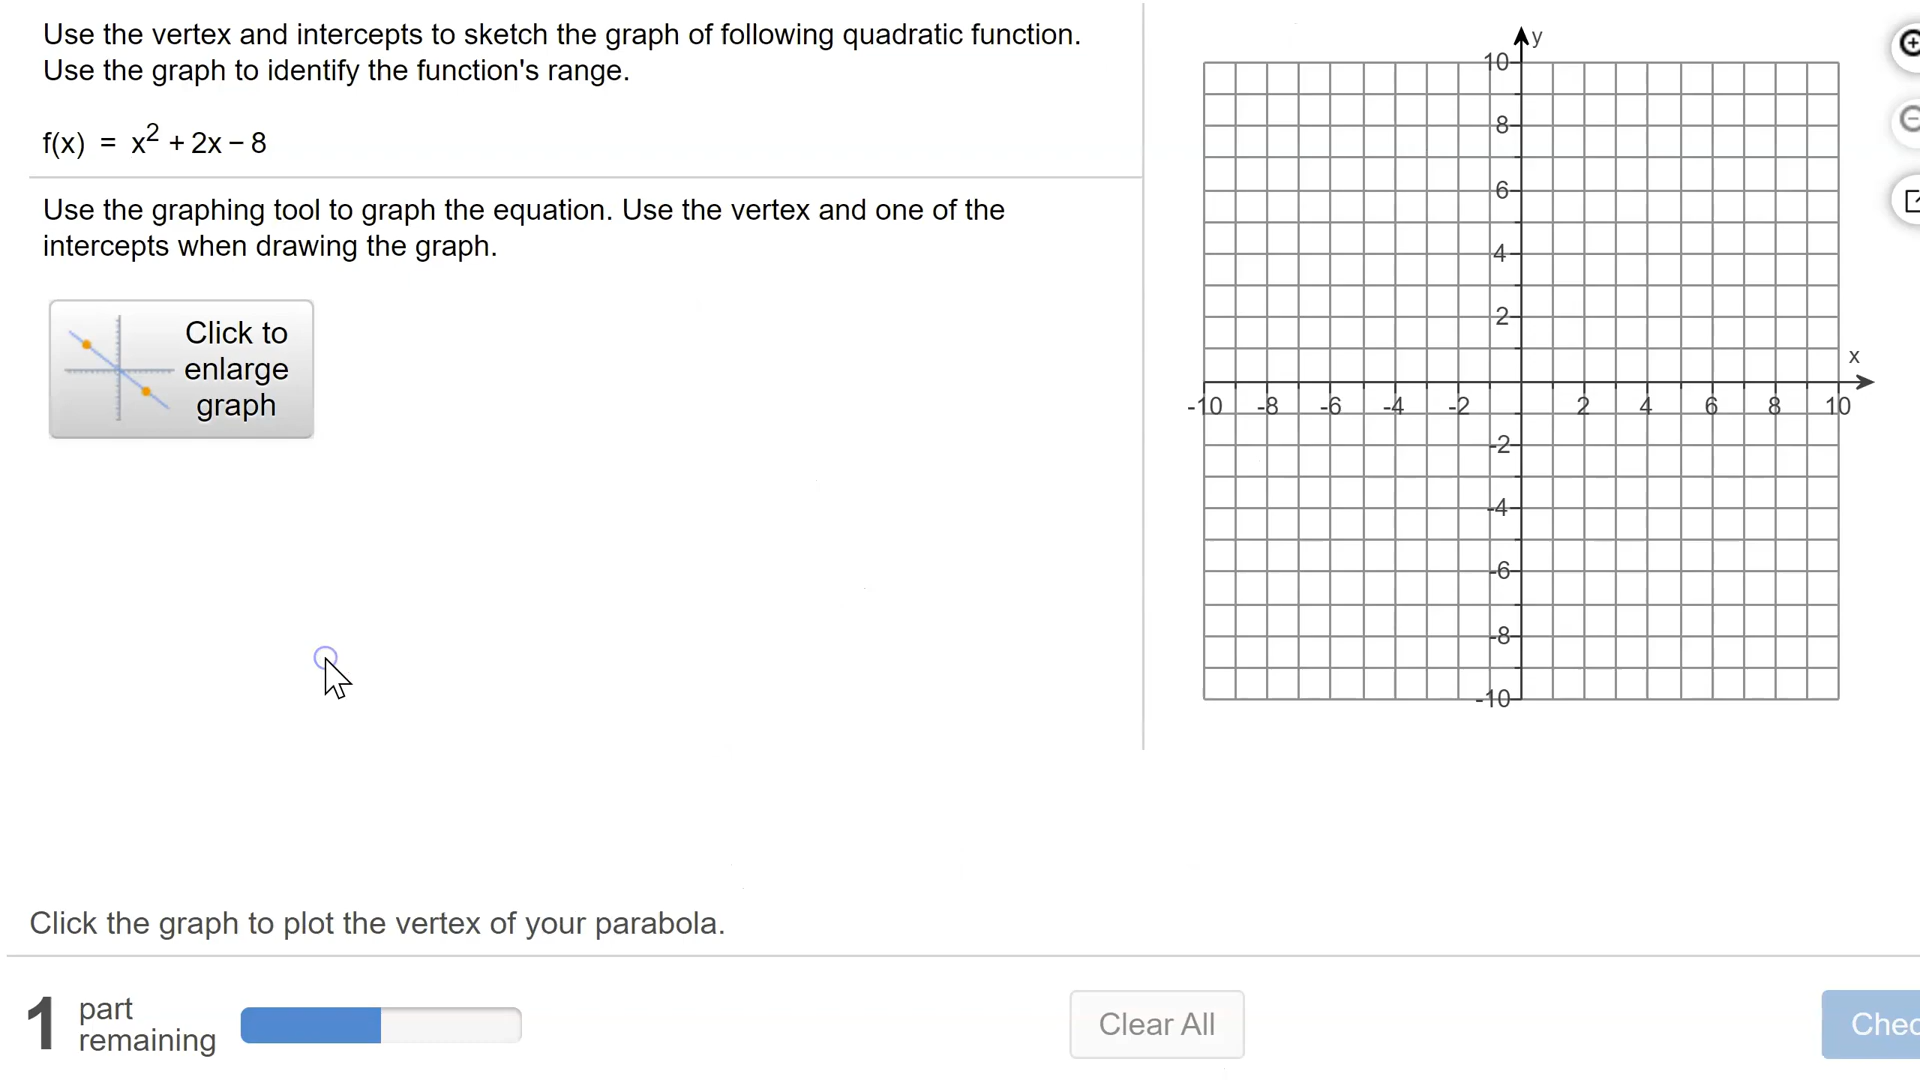 Use the vertex and intercepts to sketch the graph of following quadratic function.
Use the graph to identify the function's range.
f(x) = x² + 2x − 8
Use the graphing tool to graph the equation. Use the vertex and one of the
intercepts when drawing the graph.
Click to
enlarge
graph
y
10
8
6
4
2
x
-10 -8 -6 -4 -2 2 4 6 8 10
-2
-4
-6
-8
-10
Click the graph to plot the vertex of your parabola.
1 part
remaining
Clear All
Chec